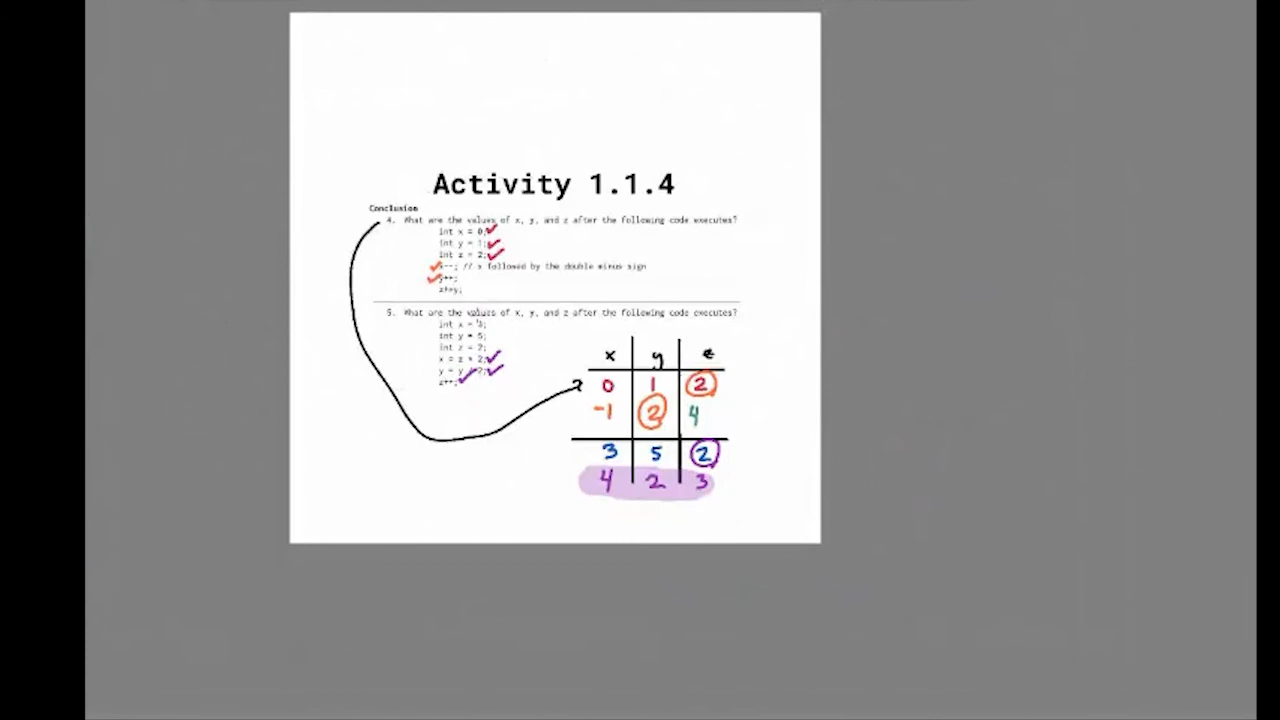 Activity 1.1.4
Conclusion
4. What are the values of x, y, and z after the following code executes?
int x = 0;
int y = 1;
int z = 2;
x--; // x followed by the double minus sign
y++;
z+=y;
5. What are the values of x, y, and z after the following code executes?
int x = 3;
int y = 5;
int z = 2;
x = z * 2;
y = y / 2;
z++;
x y z
0 1 2
-1 2 4
3 5 2
4 2 3